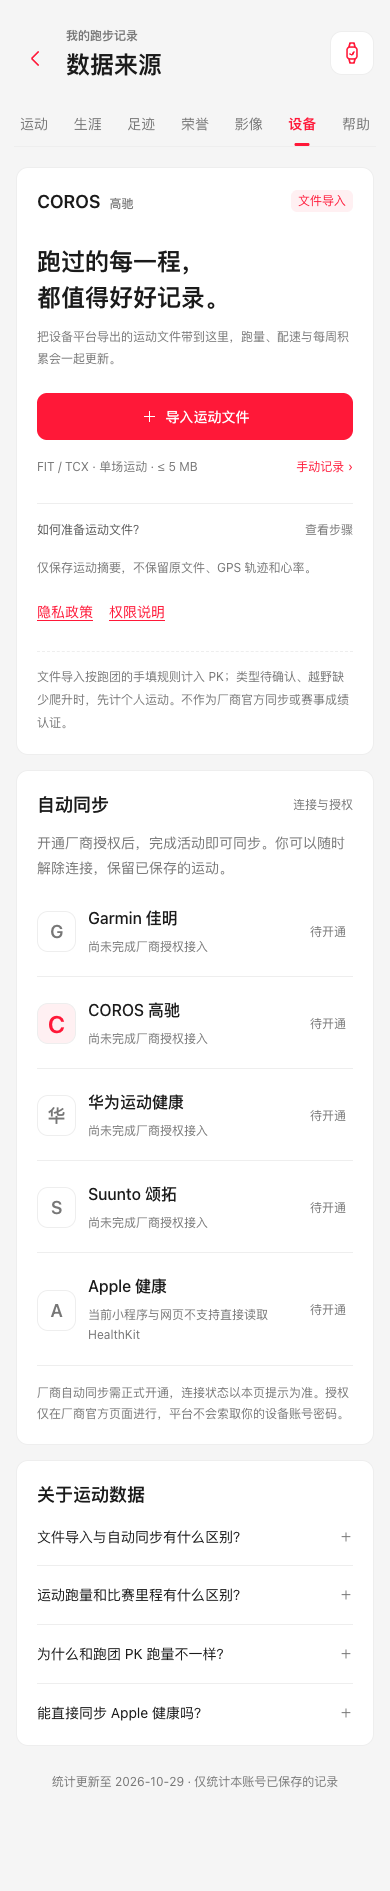 我的跑步记录
数据来源
运动 生涯 足迹 荣誉 影像 设备 帮助
COROS 高驰 文件导入
跑过的每一程，
都值得好好记录。
把设备平台导出的运动文件带到这里，跑量、配速与每周积
累会一起更新。
＋ 导入运动文件
FIT / TCX · 单场运动 · ≤ 5 MB 手动记录 ›
如何准备运动文件? 查看步骤
仅保存运动摘要，不保留原文件、GPS 轨迹和心率。
隐私政策 权限说明
文件导入按跑团的手填规则计入 PK；类型待确认、越野缺
少爬升时，先计个人运动。不作为厂商官方同步或赛事成绩
认证。
自动同步 连接与授权
开通厂商授权后，完成活动即可同步。你可以随时
解除连接，保留已保存的运动。
G Garmin 佳明 待开通
尚未完成厂商授权接入
C COROS 高驰 待开通
尚未完成厂商授权接入
华 华为运动健康 待开通
尚未完成厂商授权接入
S Suunto 颂拓 待开通
尚未完成厂商授权接入
A Apple 健康 待开通
当前小程序与网页不支持直接读取
HealthKit
厂商自动同步需正式开通，连接状态以本页提示为准。授权
仅在厂商官方页面进行，平台不会索取你的设备账号密码。
关于运动数据
文件导入与自动同步有什么区别? +
运动跑量和比赛里程有什么区别? +
为什么和跑团 PK 跑量不一样? +
能直接同步 Apple 健康吗? +
统计更新至 2026-10-29 · 仅统计本账号已保存的记录